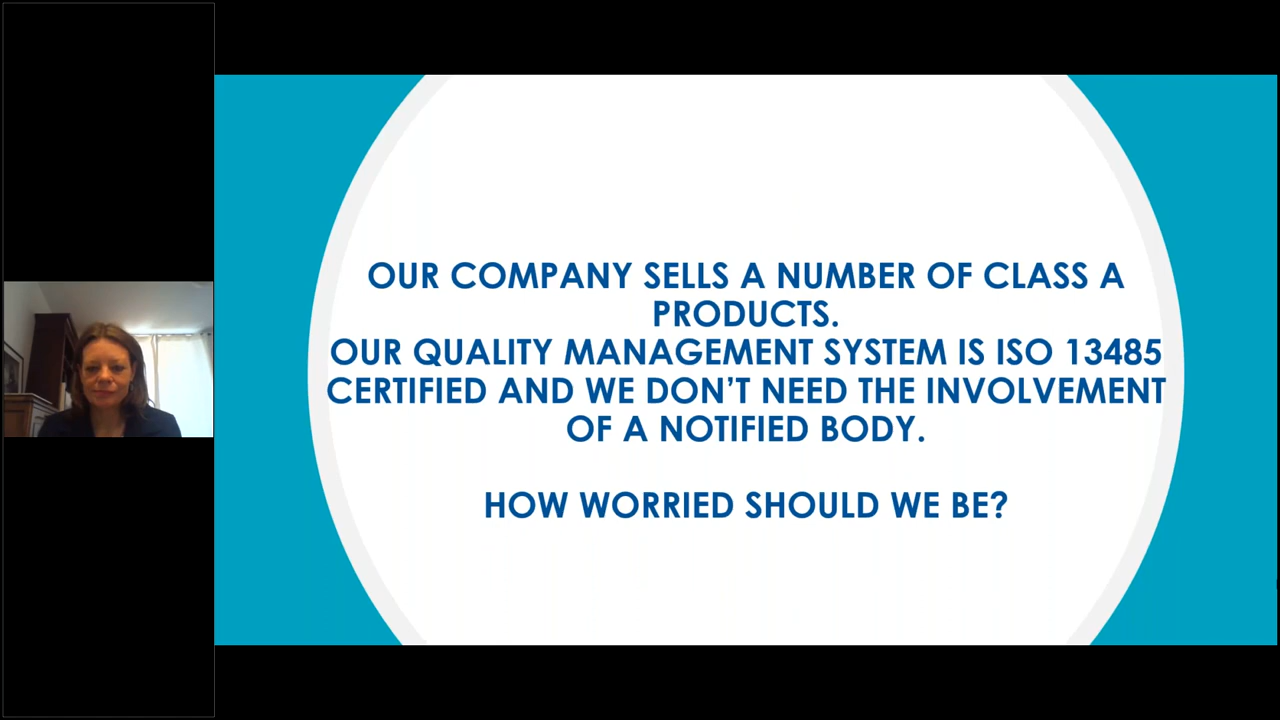 OUR COMPANY SELLS A NUMBER OF CLASS A
PRODUCTS.
OUR QUALITY MANAGEMENT SYSTEM IS ISO 13485
CERTIFIED AND WE DON’T NEED THE INVOLVEMENT
OF A NOTIFIED BODY.
HOW WORRIED SHOULD WE BE?